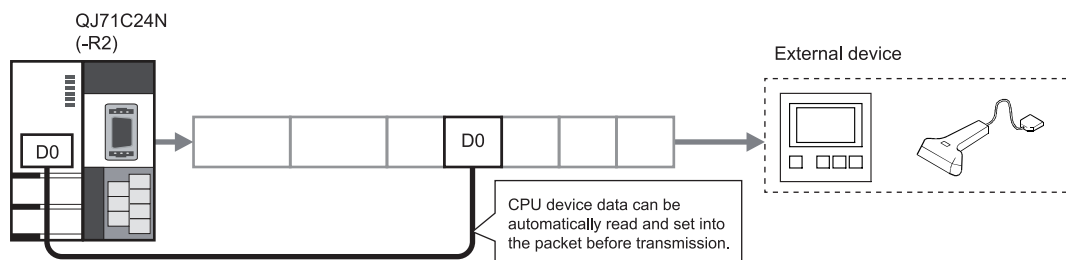 QJ71C24N
(-R2)
External device
D0
D0
CPU device data can be
automatically read and set into
the packet before transmission.